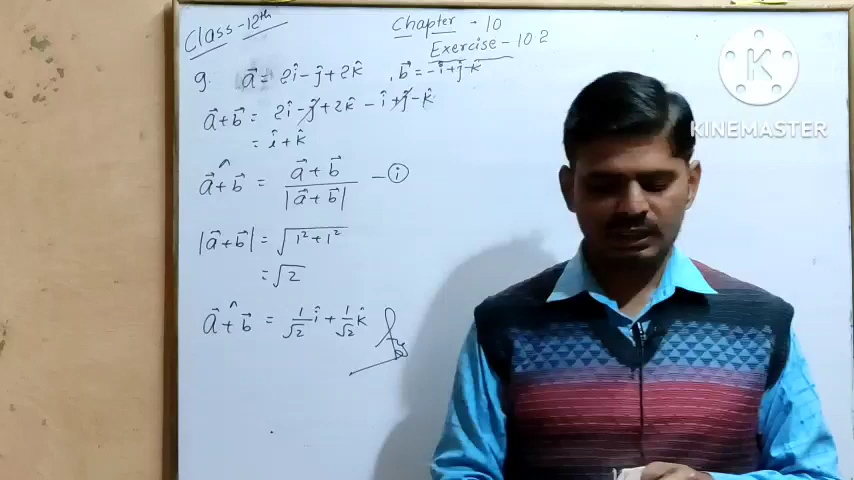 Class-12th
Chapter - 10
Exercise - 10 2
9. a⃗ = 2î - ĵ + 2k̂ , b⃗ = -î + ĵ - k̂
a⃗+b⃗ = 2î - ĵ + 2k̂ - î + ĵ - k̂
= î + k̂
a⃗+̂b⃗ = (a⃗ + b⃗) / |a⃗ + b⃗| - (i)
|a⃗+b⃗| = √(1² + 1²)
= √2
a⃗+̂b⃗ = 1/√2 î + 1/√2 k̂
KINEMASTER